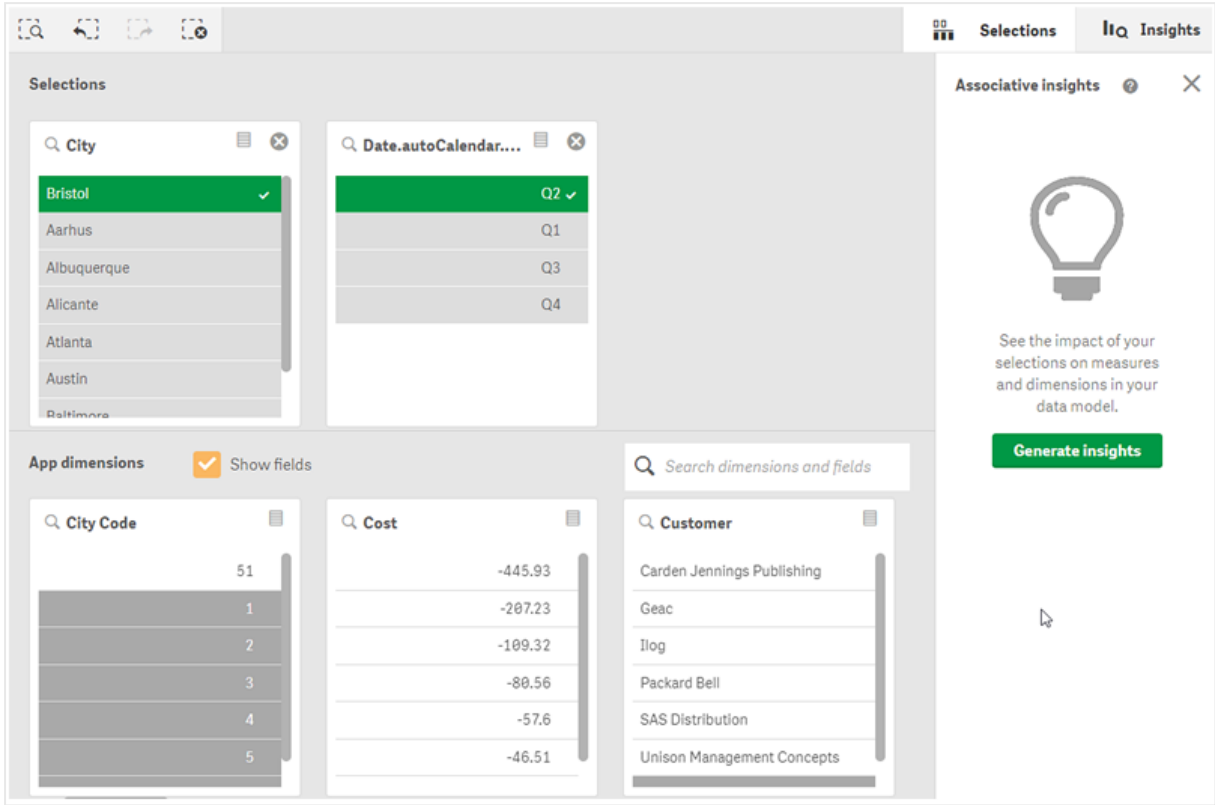 Selections
Insights
Selections
Associative insights
?
City
Date.autoCalendar....
Bristol
Aarhus
Albuquerque
Alicante
Atlanta
Austin
Baltimore
Q2
Q1
Q3
Q4
See the impact of your
selections on measures
and dimensions in your
data model.
Generate insights
App dimensions
Show fields
Search dimensions and fields
City Code
51
1
2
3
4
5
Cost
-445.93
-207.23
-109.32
-80.56
-57.6
-46.51
Customer
Carden Jennings Publishing
Geac
Ilog
Packard Bell
SAS Distribution
Unison Management Concepts